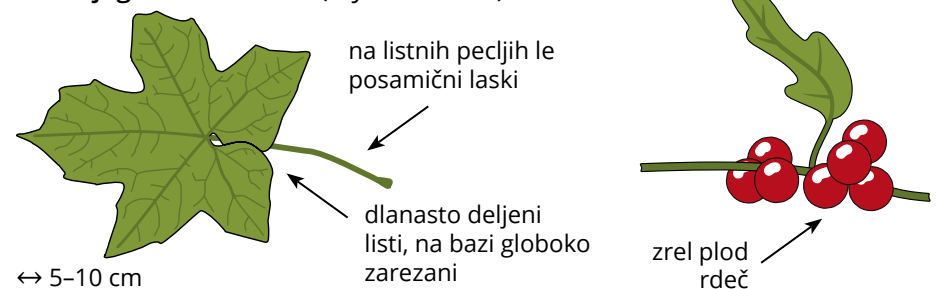 na listnih pecljih le
posamični laski
dlanasto deljeni
listi, na bazi globoko
zarezani
↔ 5–10 cm
zrel plod
rdeč